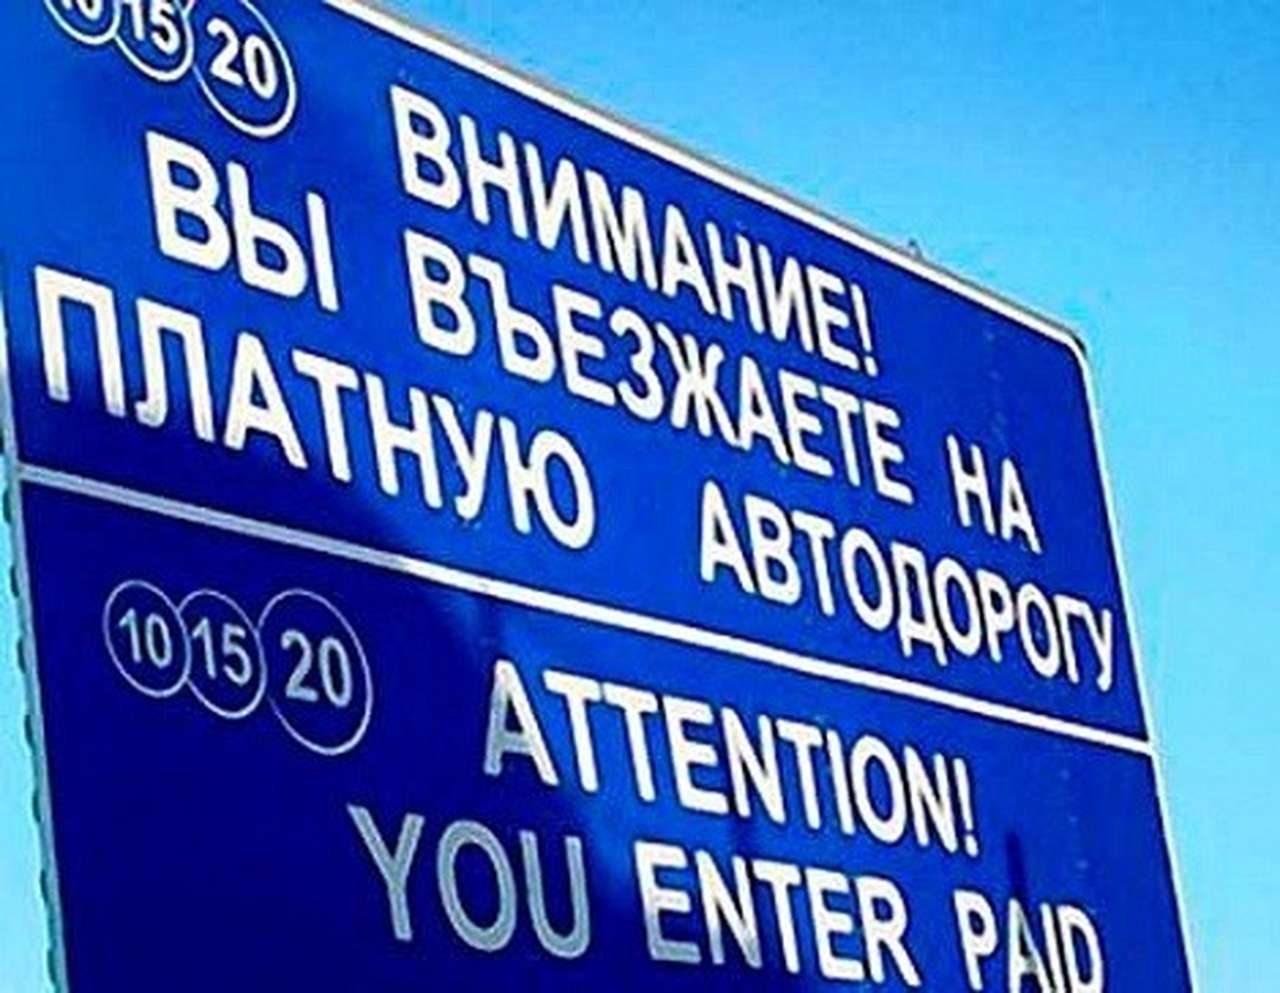 10 15 20
ВНИМАНИЕ!
ВЫ ВЪЕЗЖАЕТЕ НА
ПЛАТНУЮ АВТОДОРОГУ
10 15 20
ATTENTION!
YOU ENTER PAID